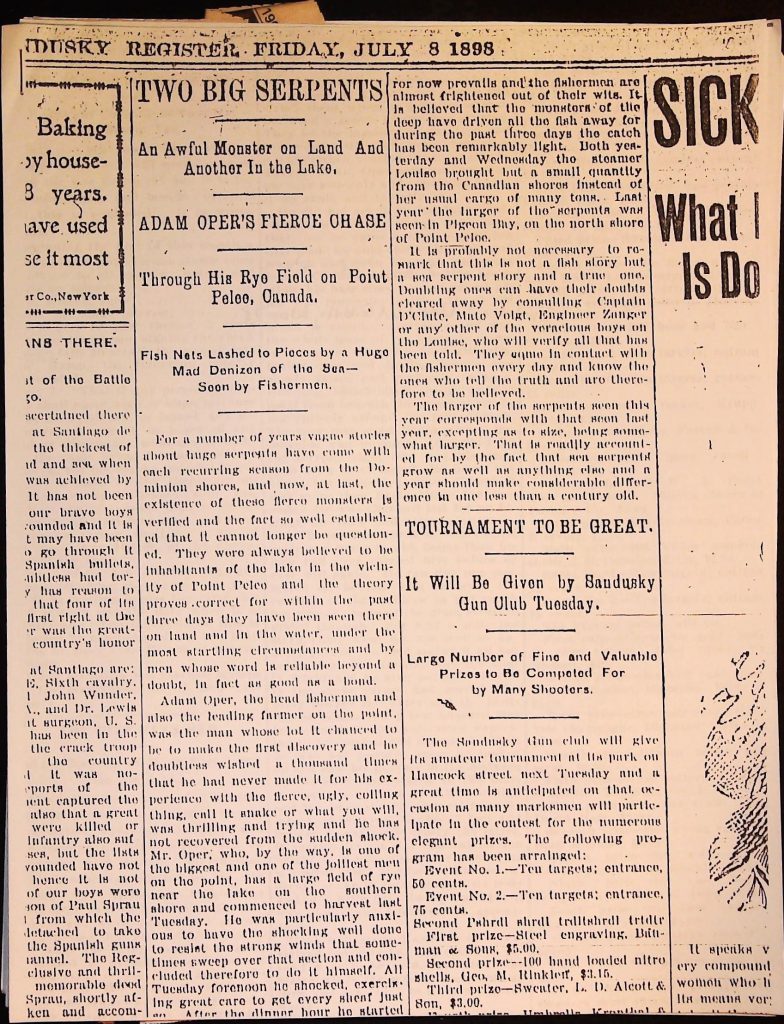 DUSKY REGISTER FRIDAY, JULY 8 1898
Baking
by house-
8 years.
have used
se it most
er Co., New York
ANS THERE.
nt of the Battle
go.
scertained there
at Santiago de
the thickest of
nd and sea when
was achieved by
It has not been
our brave boys
ounded and it is
t may have been
o go through it
Spanish bullets,
ubtless had ter-
y has reason to
that four of its
first right at the
er was the great-
country's honor
at Santiago are:
E. Sixth cavalry.
John Wunder,
and Dr. Lewis
nt surgeon, U. S.
has been in the
the crack troop
the country
it was no-
eports of the
ent captured the
also that a great
were killed or
Infantry also suf
ses, but the lists
vounded have not
hence it is not
of our boys were
son of Paul Sprau
from which the
detached to take
the Spanish guns
annel. The Reg-
clusive and thrill-
memorable deed
Sprau, shortly af-
ken and accom-
TWO BIG SERPENTS
An Awful Monster on Land And
Another In the Lake.
ADAM OPER'S FIERCE CHASE
Through His Rye Field on Point
Pelee, Canada.
Fish Nets Lashed to Pieces by a Huge
Mad Denizen of the Sea—
Seen by Fishermen.
For a number of years vague stories
about huge serpents have come with
each recurring season from the Do-
minion shores, and now, at last, the
existence of these fierce monsters is
verified and the fact so well establish-
ed that it cannot longer be question-
ed. They were always believed to be
inhabitants of the lake in the vicin-
ity of Point Pelee and the theory
proves correct for within the past
three days they have been seen there
on land and in the water, under the
most startling circumstances and by
men whose word is reliable beyond a
doubt, in fact as good as a bond.
Adam Oper, the head fisherman and
also the leading farmer on the point,
was the man whose lot it chanced to
be to make the first discovery and he
doubtless wished a thousand times
that he had never made it for his ex-
perience with the fierce, ugly, coiling
thing, call it snake or what you will,
was thrilling and trying and he has
not recovered from the sudden shock.
Mr. Oper, who, by the way, is one of
the biggest and one of the jolliest men
on the point, has a large field of rye
near the lake on the southern
shore and commenced to harvest last
Tuesday. He was particularly anxi-
ous to have the shocking well done
to resist the strong winds that some-
times sweep over that section and con-
cluded therefore to do it himself. All
Tuesday forenoon he shocked, exercis-
ing great care to get every sheaf just
so. After the dinner hour he started
ror now prevails and the fishermen are
almost frightened out of their wits. It
is believed that the monsters of the
deep have driven all the fish away for
during the past three days the catch
has been remarkably light. Both yes-
terday and Wednesday the steamer
Louise brought but a small quantity
from the Canadian shores instead of
her usual cargo of many tons. Last
year the larger of the serpents was
seen in Pigeon Bay, on the north shore
of Point Pelee.
It is probably not necessary to re-
mark that this is not a fish story but
a sea serpent story and a true one.
Doubting ones can have their doubts
cleared away by consulting Captain
D'Clute, Mate Voigt, Engineer Zanger
or any other of the veracious boys on
the Louise, who will verify all that has
been told. They come in contact with
the fishermen every day and know the
ones who tell the truth and are there-
fore to be believed.
The larger of the serpents seen this
year corresponds with that seen last
year, excepting as to size, being some-
what larger. That is readily account-
ed for by the fact that sea serpents
grow as well as anything else and a
year should make considerable differ-
ence in one less than a century old.
TOURNAMENT TO BE GREAT.
It Will Be Given by Sandusky
Gun Club Tuesday.
Large Number of Fine and Valuable
Prizes to Be Competed For
by Many Shooters.
The Sandusky Gun club will give
its amateur tournament at its park on
Hancock street next Tuesday and a
great time is anticipated on that oc-
casion as many marksmen will partic-
ipate in the contest for the numerous
elegant prizes. The following pro-
gram has been arrainged:
Event No. 1.—Ten targets; entrance,
50 cents.
Event No. 2.—Ten targets; entrance,
75 cents.
Second Pshrdl shrdl trdltshrdl trtdtr
First prize—Steel engraving, Bitt-
man & Sons, $5.00.
Second prize—100 hand loaded nitro
shells, Geo, M. Rinkleff, $3.15.
Third prize—Sweater, L. D. Alcott &
Son, $3.00.
SICK
What I
Is Do
It speaks v
ery compound
women who h
its means ver: